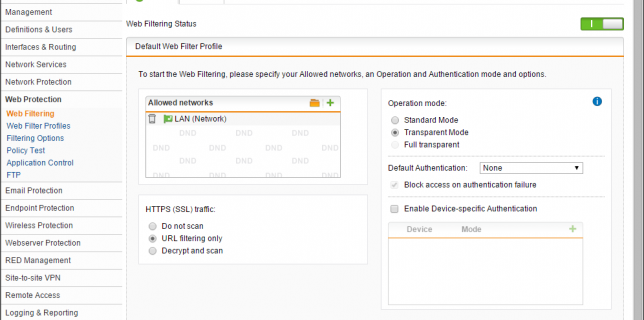 Management
Definitions & Users
Interfaces & Routing
Network Services
Network Protection
Web Protection
Web Filtering
Web Filter Profiles
Filtering Options
Policy Test
Application Control
FTP
Email Protection
Endpoint Protection
Wireless Protection
Webserver Protection
RED Management
Site-to-site VPN
Remote Access
Logging & Reporting
Web Filtering Status
Default Web Filter Profile
To start the Web Filtering, please specify your Allowed networks, an Operation and Authentication mode and options.
Allowed networks
LAN (Network)
DND DND DND
DND DND DND DND
DND DND DND
DND DND DND DND
HTTPS (SSL) traffic:
Do not scan
URL filtering only
Decrypt and scan
Operation mode:
Standard Mode
Transparent Mode
Full transparent
Default Authentication: None
Block access on authentication failure
Enable Device-specific Authentication
Device Mode